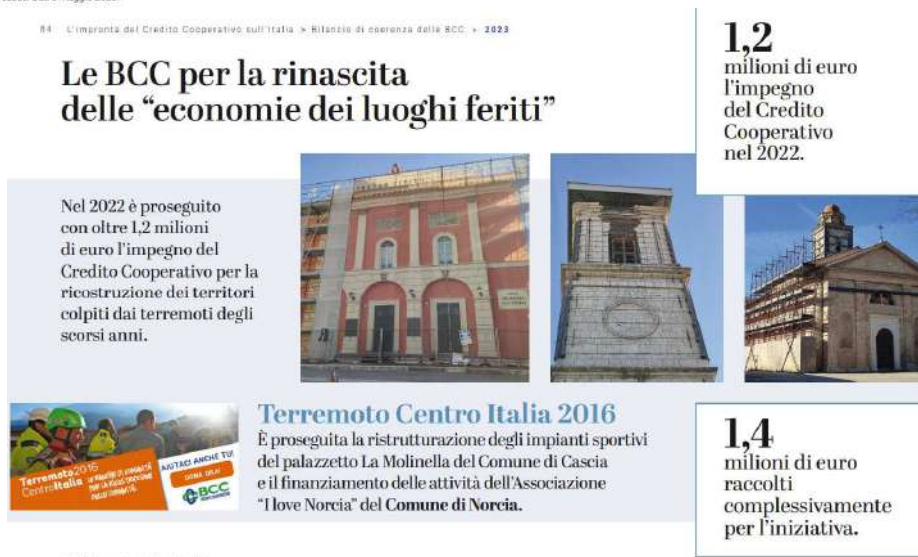 84 L'impronta del Credito Cooperativo sull'Italia > Bilancio di coerenza delle BCC > 2023
Le BCC per la rinascita
delle “economie dei luoghi feriti”
1,2
milioni di euro
l'impegno
del Credito
Cooperativo
nel 2022.
Nel 2022 è proseguito
con oltre 1,2 milioni
di euro l'impegno del
Credito Cooperativo per la
ricostruzione dei territori
colpiti dai terremoti degli
scorsi anni.
Terremoto2016
CentroItalia
AIUTACI ANCHE TU!
DONA ORA!
BCC
Terremoto Centro Italia 2016
È proseguita la ristrutturazione degli impianti sportivi
del palazzetto La Molinella del Comune di Cascia
e il finanziamento delle attività dell'Associazione
“I love Norcia” del Comune di Norcia.
1,4
milioni di euro
raccolti
complessivamente
per l'iniziativa.